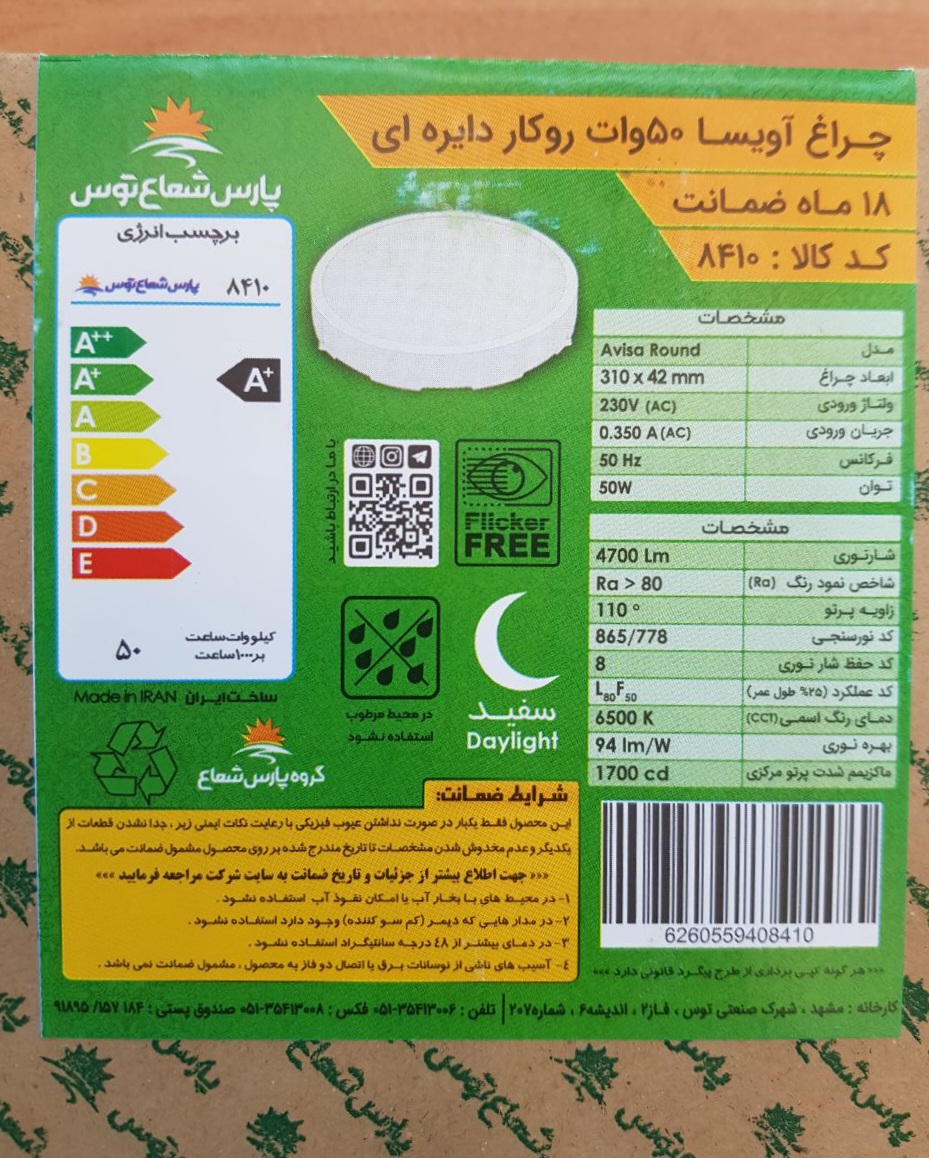 چراغ آویسا ۵۰وات روکار دایره ای
۱۸ ماه ضمانت
کد کالا : ۸۴۱۰
پارس شعاع توس
برچسب انرژی
۸۴۱۰ پارس شعاع توس
A++
A+
A+
A
B
C
D
E
کیلو وات ساعت
بر۱۰۰۰ساعت
۵۰
ساخت ایران Made in IRAN
گروه پارس شعاع
با ما در ارتباط باشید
Flicker
FREE
در محیط مرطوب
استفاده نشود
سفید
Daylight
مشخصات
مدل Avisa Round
ابعاد چراغ 310 x 42 mm
ولتاژ ورودی 230V (AC)
جریان ورودی 0.350 A (AC)
فرکانس 50 Hz
توان 50W
مشخصات
شارنوری 4700 Lm
شاخص نمود رنگ (Ra) Ra > 80
زاویه پرتو 110 °
کد نورسنجی 865/778
کد حفظ شار نوری 8
کد عملکرد (۲۵% طول عمر) L80F50
دمای رنگ اسمی (CCT) 6500 K
بهره نوری 94 lm/W
ماکزیمم شدت پرتو مرکزی 1700 cd
6260559408410
»»» هر گونه کپی برداری از طرح پیگرد قانونی دارد «««
شرایط ضمانت:
این محصول فقط یکبار در صورت نداشتن عیوب فیزیکی با رعایت نکات ایمنی زیر ، جدا نشدن قطعات از
یکدیگر و عدم مخدوش شدن مشخصات تا تاریخ مندرج شده بر روی محصول مشمول ضمانت می باشد.
»»» جهت اطلاع بیشتر از جزئیات و تاریخ ضمانت به سایت شرکت مراجعه فرمایید «««
۱- در محیط های با بخار آب یا امکان نفوذ آب استفاده نشود .
۲- در مدار هایی که دیمر (کم سو کننده) وجود دارد استفاده نشود .
۳- در دمای بیشتر از ٤٨ درجه سانتیگراد استفاده نشود .
٤- آسیب های ناشی از نوسانات برق یا اتصال دو فاز به محصول ، مشمول ضمانت نمی باشد .
کارخانه : مشهد ، شهرک صنعتی توس ، فاز۲ ، اندیشه۶ ، شماره۲۰۷۵ | تلفن : ۳۵۴۱۳۰۰۶-۰۵۱ فکس : ۳۵۴۱۳۰۰۸-۰۵۱ صندوق پستی : ۱۸۴ /۱۵۷ ۹۱۸۹۵
پارس شعاع توس